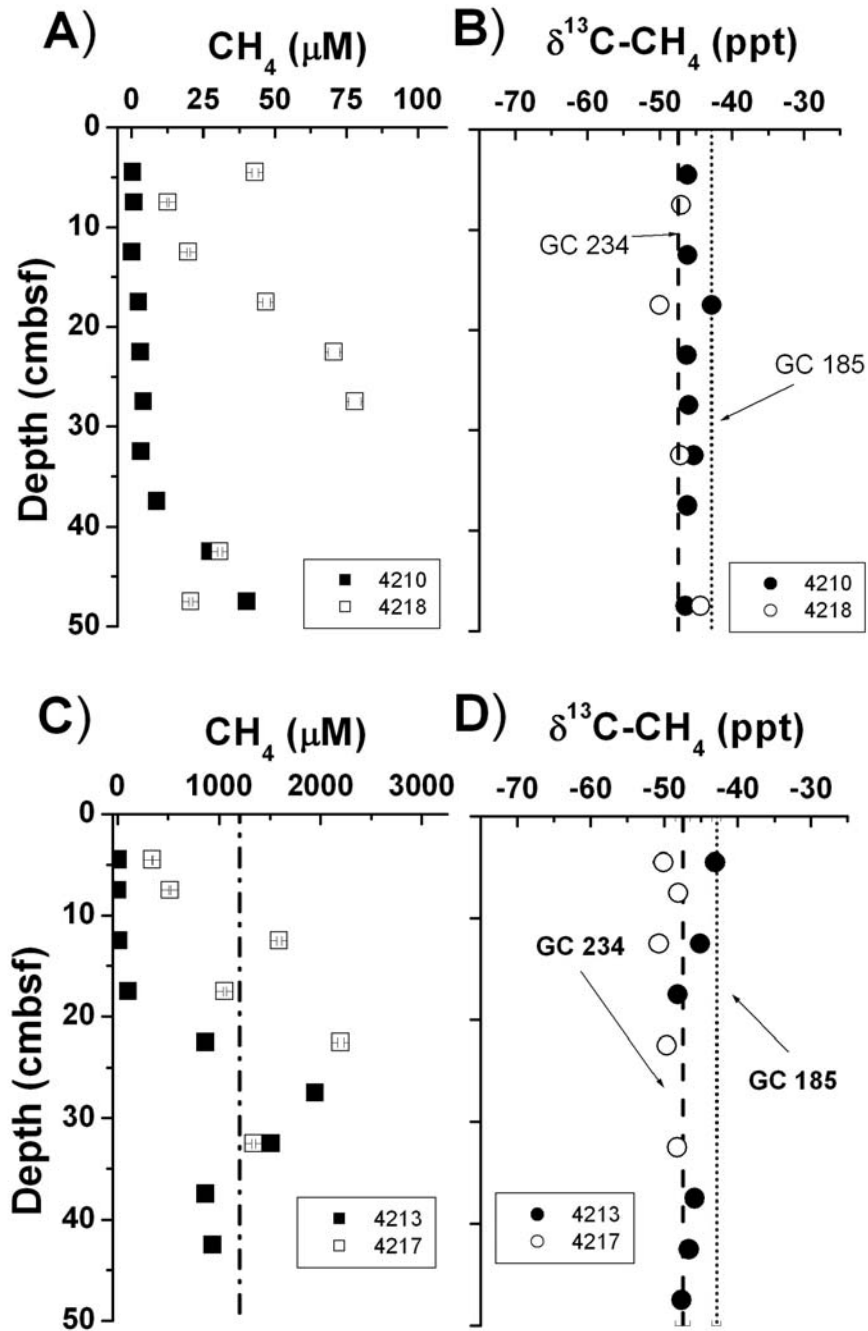 A) CH₄ (μM)
0 25 50 75 100
0
10
20
30
40
50
Depth (cmbsf)
4210
4218
B) δ¹³C-CH₄ (ppt)
-70 -60 -50 -40 -30
GC 234
GC 185
4210
4218
C) CH₄ (μM)
0 1000 2000 3000
0
10
20
30
40
50
Depth (cmbsf)
4213
4217
D) δ¹³C-CH₄ (ppt)
-70 -60 -50 -40 -30
GC 234
GC 185
4213
4217